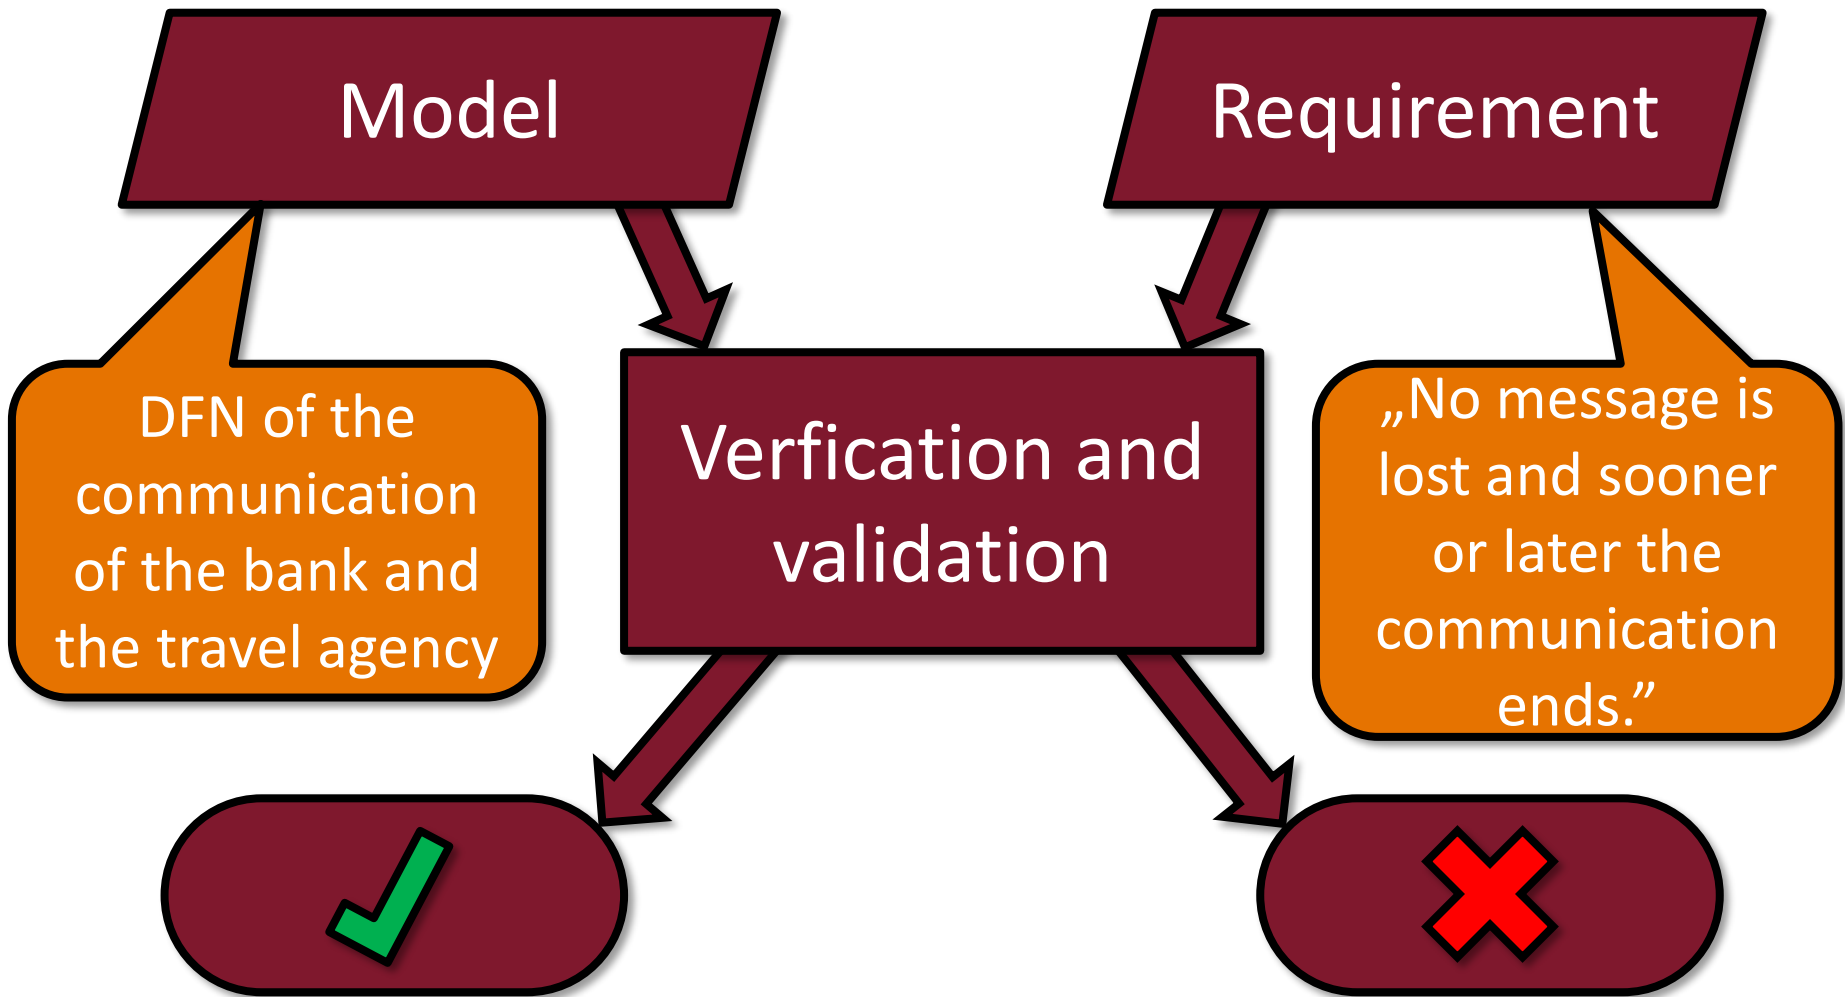 Model
Requirement
DFN of the
communication
of the bank and
the travel agency
Verfication and
validation
„No message is
lost and sooner
or later the
communication
ends.”